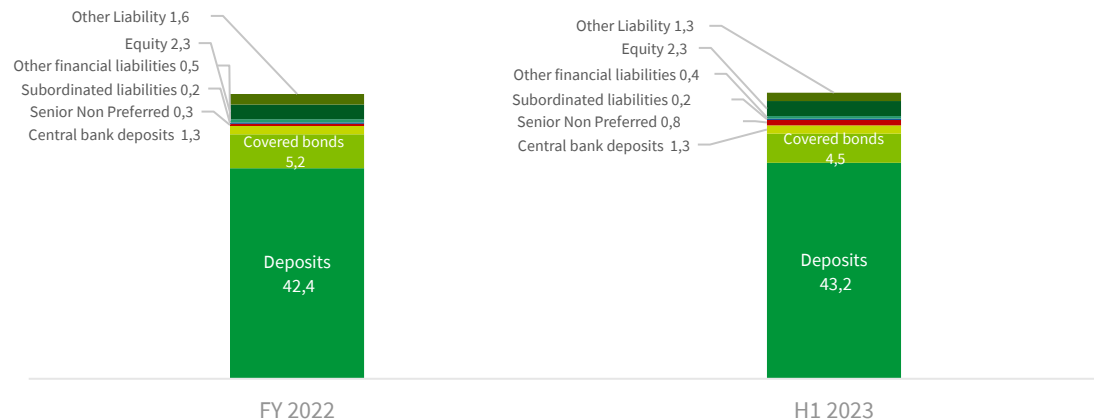 Other Liability 1,6
Equity 2,3
Other financial liabilities 0,5
Subordinated liabilities 0,2
Senior Non Preferred 0,3
Central bank deposits 1,3
Covered bonds
5,2
Deposits
42,4
FY 2022
Other Liability 1,3
Equity 2,3
Other financial liabilities 0,4
Subordinated liabilities 0,2
Senior Non Preferred 0,8
Central bank deposits 1,3
Covered bonds
4,5
Deposits
43,2
H1 2023